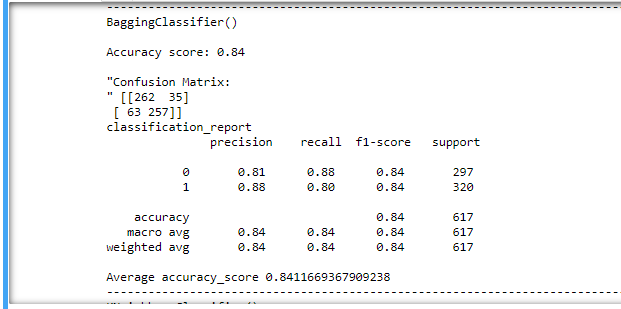 --------------------------------------------------------------------------------
BaggingClassifier()
Accuracy score: 0.84
"Confusion Matrix:
" [[262  35]
 [ 63 257]]
classification_report
precision    recall  f1-score   support
0       0.81      0.88      0.84       297
1       0.88      0.80      0.84       320
accuracy                           0.84       617
macro avg       0.84      0.84      0.84       617
weighted avg       0.84      0.84      0.84       617
Average accuracy_score 0.8411669367909238
--------------------------------------------------------------------------------